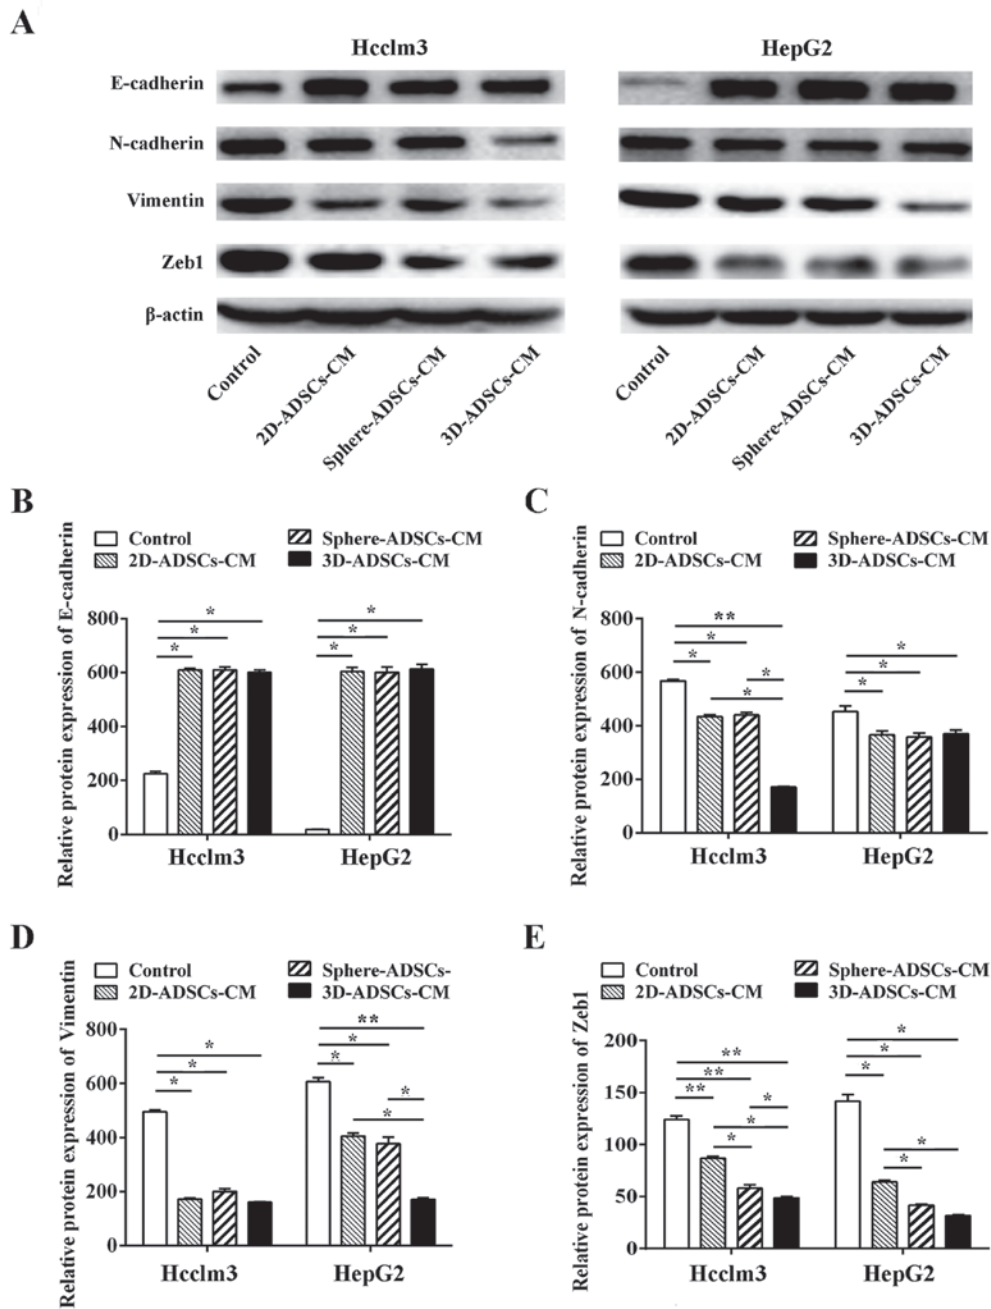 A
Hcclm3
HepG2
E-cadherin
N-cadherin
Vimentin
Zeb1
β-actin
Control
2D-ADSCs-CM
Sphere-ADSCs-CM
3D-ADSCs-CM
Control
2D-ADSCs-CM
Sphere-ADSCs-CM
3D-ADSCs-CM
B
Control
Sphere-ADSCs-CM
2D-ADSCs-CM
3D-ADSCs-CM
Relative protein expression of E-cadherin
800
600
400
200
0
*
*
*
*
*
*
Hcclm3
HepG2
C
Control
Sphere-ADSCs-CM
2D-ADSCs-CM
3D-ADSCs-CM
Relative protein expression of N-cadherin
800
600
400
200
0
**
*
*
*
*
*
*
*
Hcclm3
HepG2
D
Control
Sphere-ADSCs-
2D-ADSCs-CM
3D-ADSCs-CM
Relative protein expression of Vimentin
800
600
400
200
0
*
*
*
**
*
*
*
*
Hcclm3
HepG2
E
Control
Sphere-ADSCs-CM
2D-ADSCs-CM
3D-ADSCs-CM
Relative protein expression of Zeb1
200
150
100
50
0
**
**
**
*
*
*
*
*
*
*
*
Hcclm3
HepG2